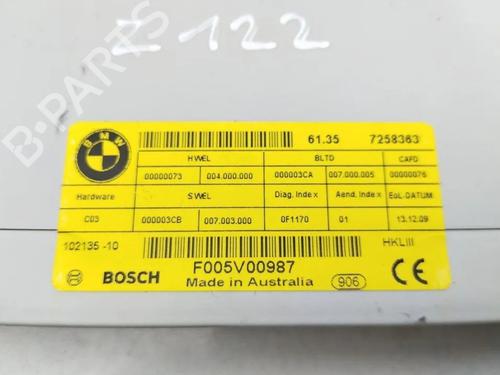 Z 122
B-PARTS
BMW
61.35 7258363
HWEL BLTD CAFD
00000073 004.000.000 000003CA 007.000.005 00000076
Hardware SWEL Diag. Index Aend. Index EoL-DATUM:
C03 000003CB 007.003.000 0F1170 01 13.12.09
102135 -10 HKLIII
BOSCH F005V00987
Made in Australia 906 CE